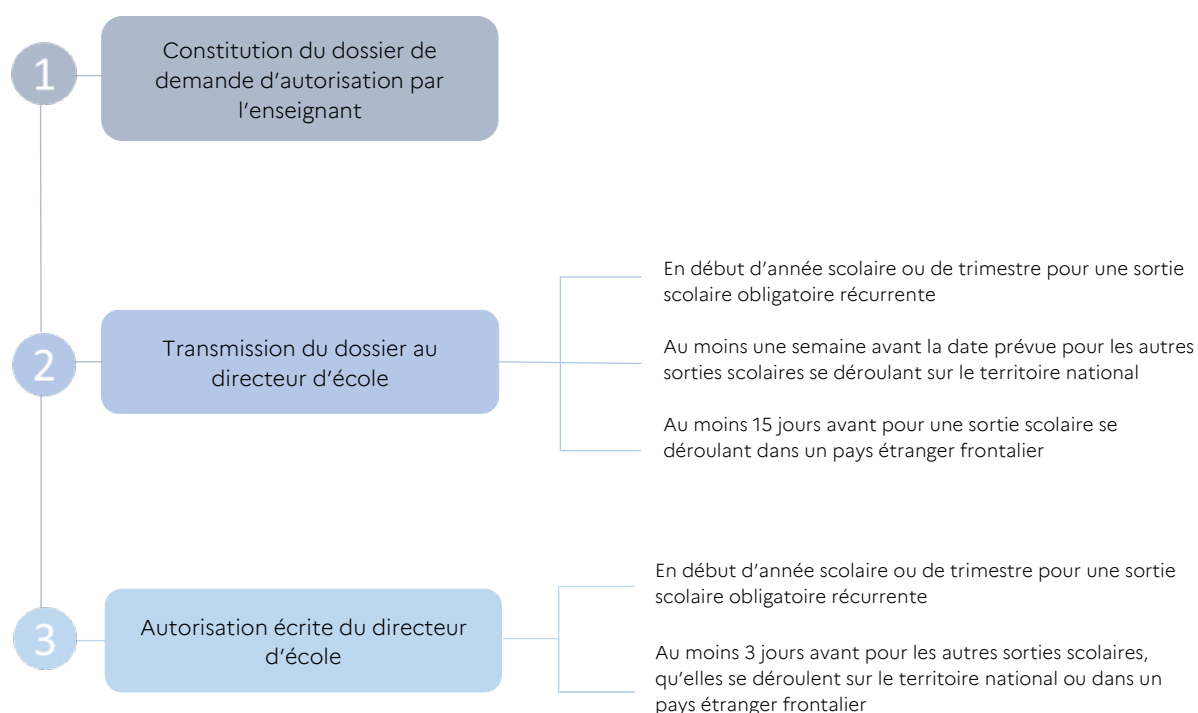 1
Constitution du dossier de
demande d’autorisation par
l’enseignant
2
Transmission du dossier au
directeur d’école
En début d’année scolaire ou de trimestre pour une sortie
scolaire obligatoire récurrente
Au moins une semaine avant la date prévue pour les autres
sorties scolaires se déroulant sur le territoire national
Au moins 15 jours avant pour une sortie scolaire se
déroulant dans un pays étranger frontalier
3
Autorisation écrite du directeur
d’école
En début d’année scolaire ou de trimestre pour une sortie
scolaire obligatoire récurrente
Au moins 3 jours avant pour les autres sorties scolaires,
qu’elles se déroulent sur le territoire national ou dans un
pays étranger frontalier